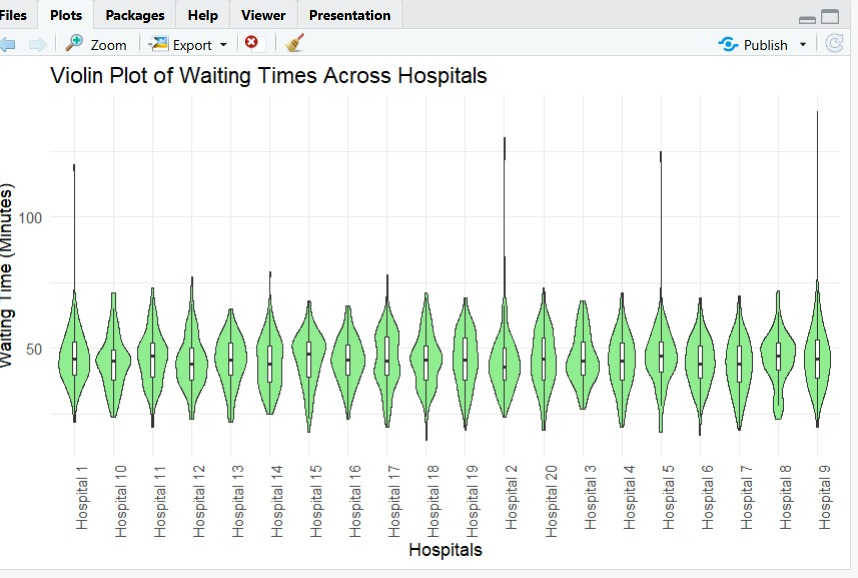 Files Plots Packages Help Viewer Presentation
Zoom Export Publish
Violin Plot of Waiting Times Across Hospitals
Waiting Time (Minutes)
100
50
Hospital 1
Hospital 10
Hospital 11
Hospital 12
Hospital 13
Hospital 14
Hospital 15
Hospital 16
Hospital 17
Hospital 18
Hospital 19
Hospital 2
Hospital 20
Hospital 3
Hospital 4
Hospital 5
Hospital 6
Hospital 7
Hospital 8
Hospital 9
Hospitals